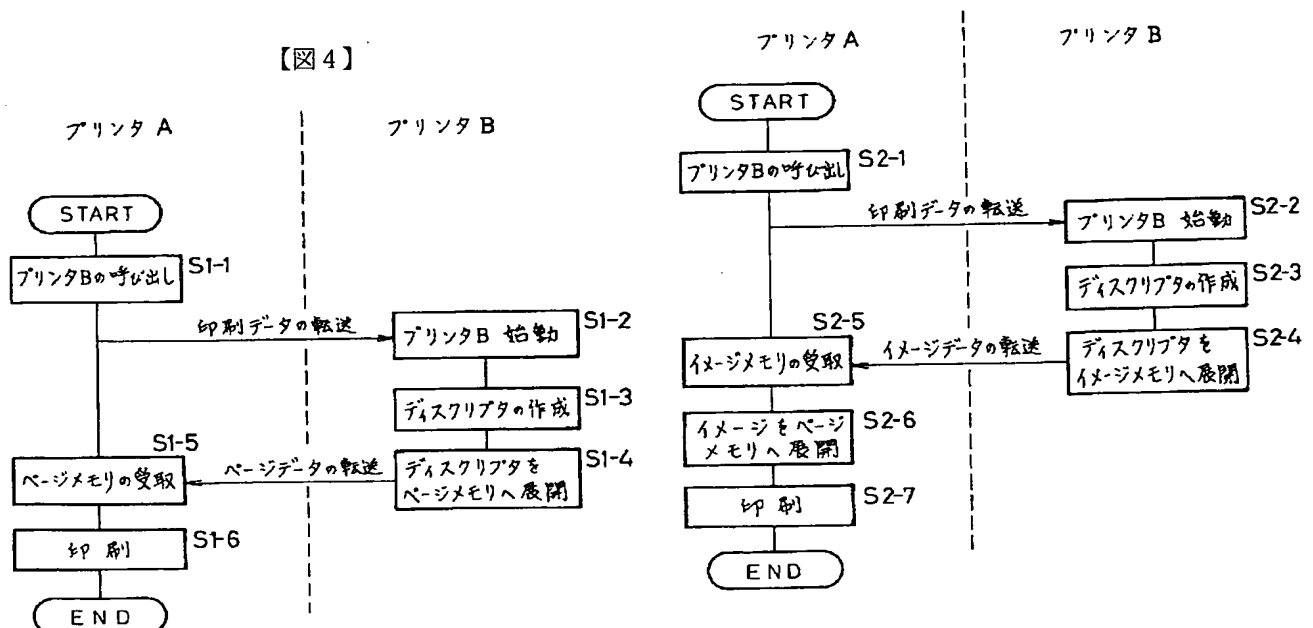 【図4】
プリンタA
プリンタB
START
プリンタBの呼び出し
S1-1
印刷データの転送
プリンタB 始動
S1-2
ディスクリプタの作成
S1-3
S1-5
ページメモリの受取
ページデータの転送
ディスクリプタを
ページメモリへ展開
S1-4
印刷
S1-6
END
プリンタA
プリンタB
START
プリンタBの呼び出し
S2-1
印刷データの転送
プリンタB 始動
S2-2
ディスクリプタの作成
S2-3
S2-5
イメージメモリの受取
イメージデータの転送
ディスクリプタを
イメージメモリへ展開
S2-4
イメージをページ
メモリへ展開
S2-6
印刷
S2-7
END